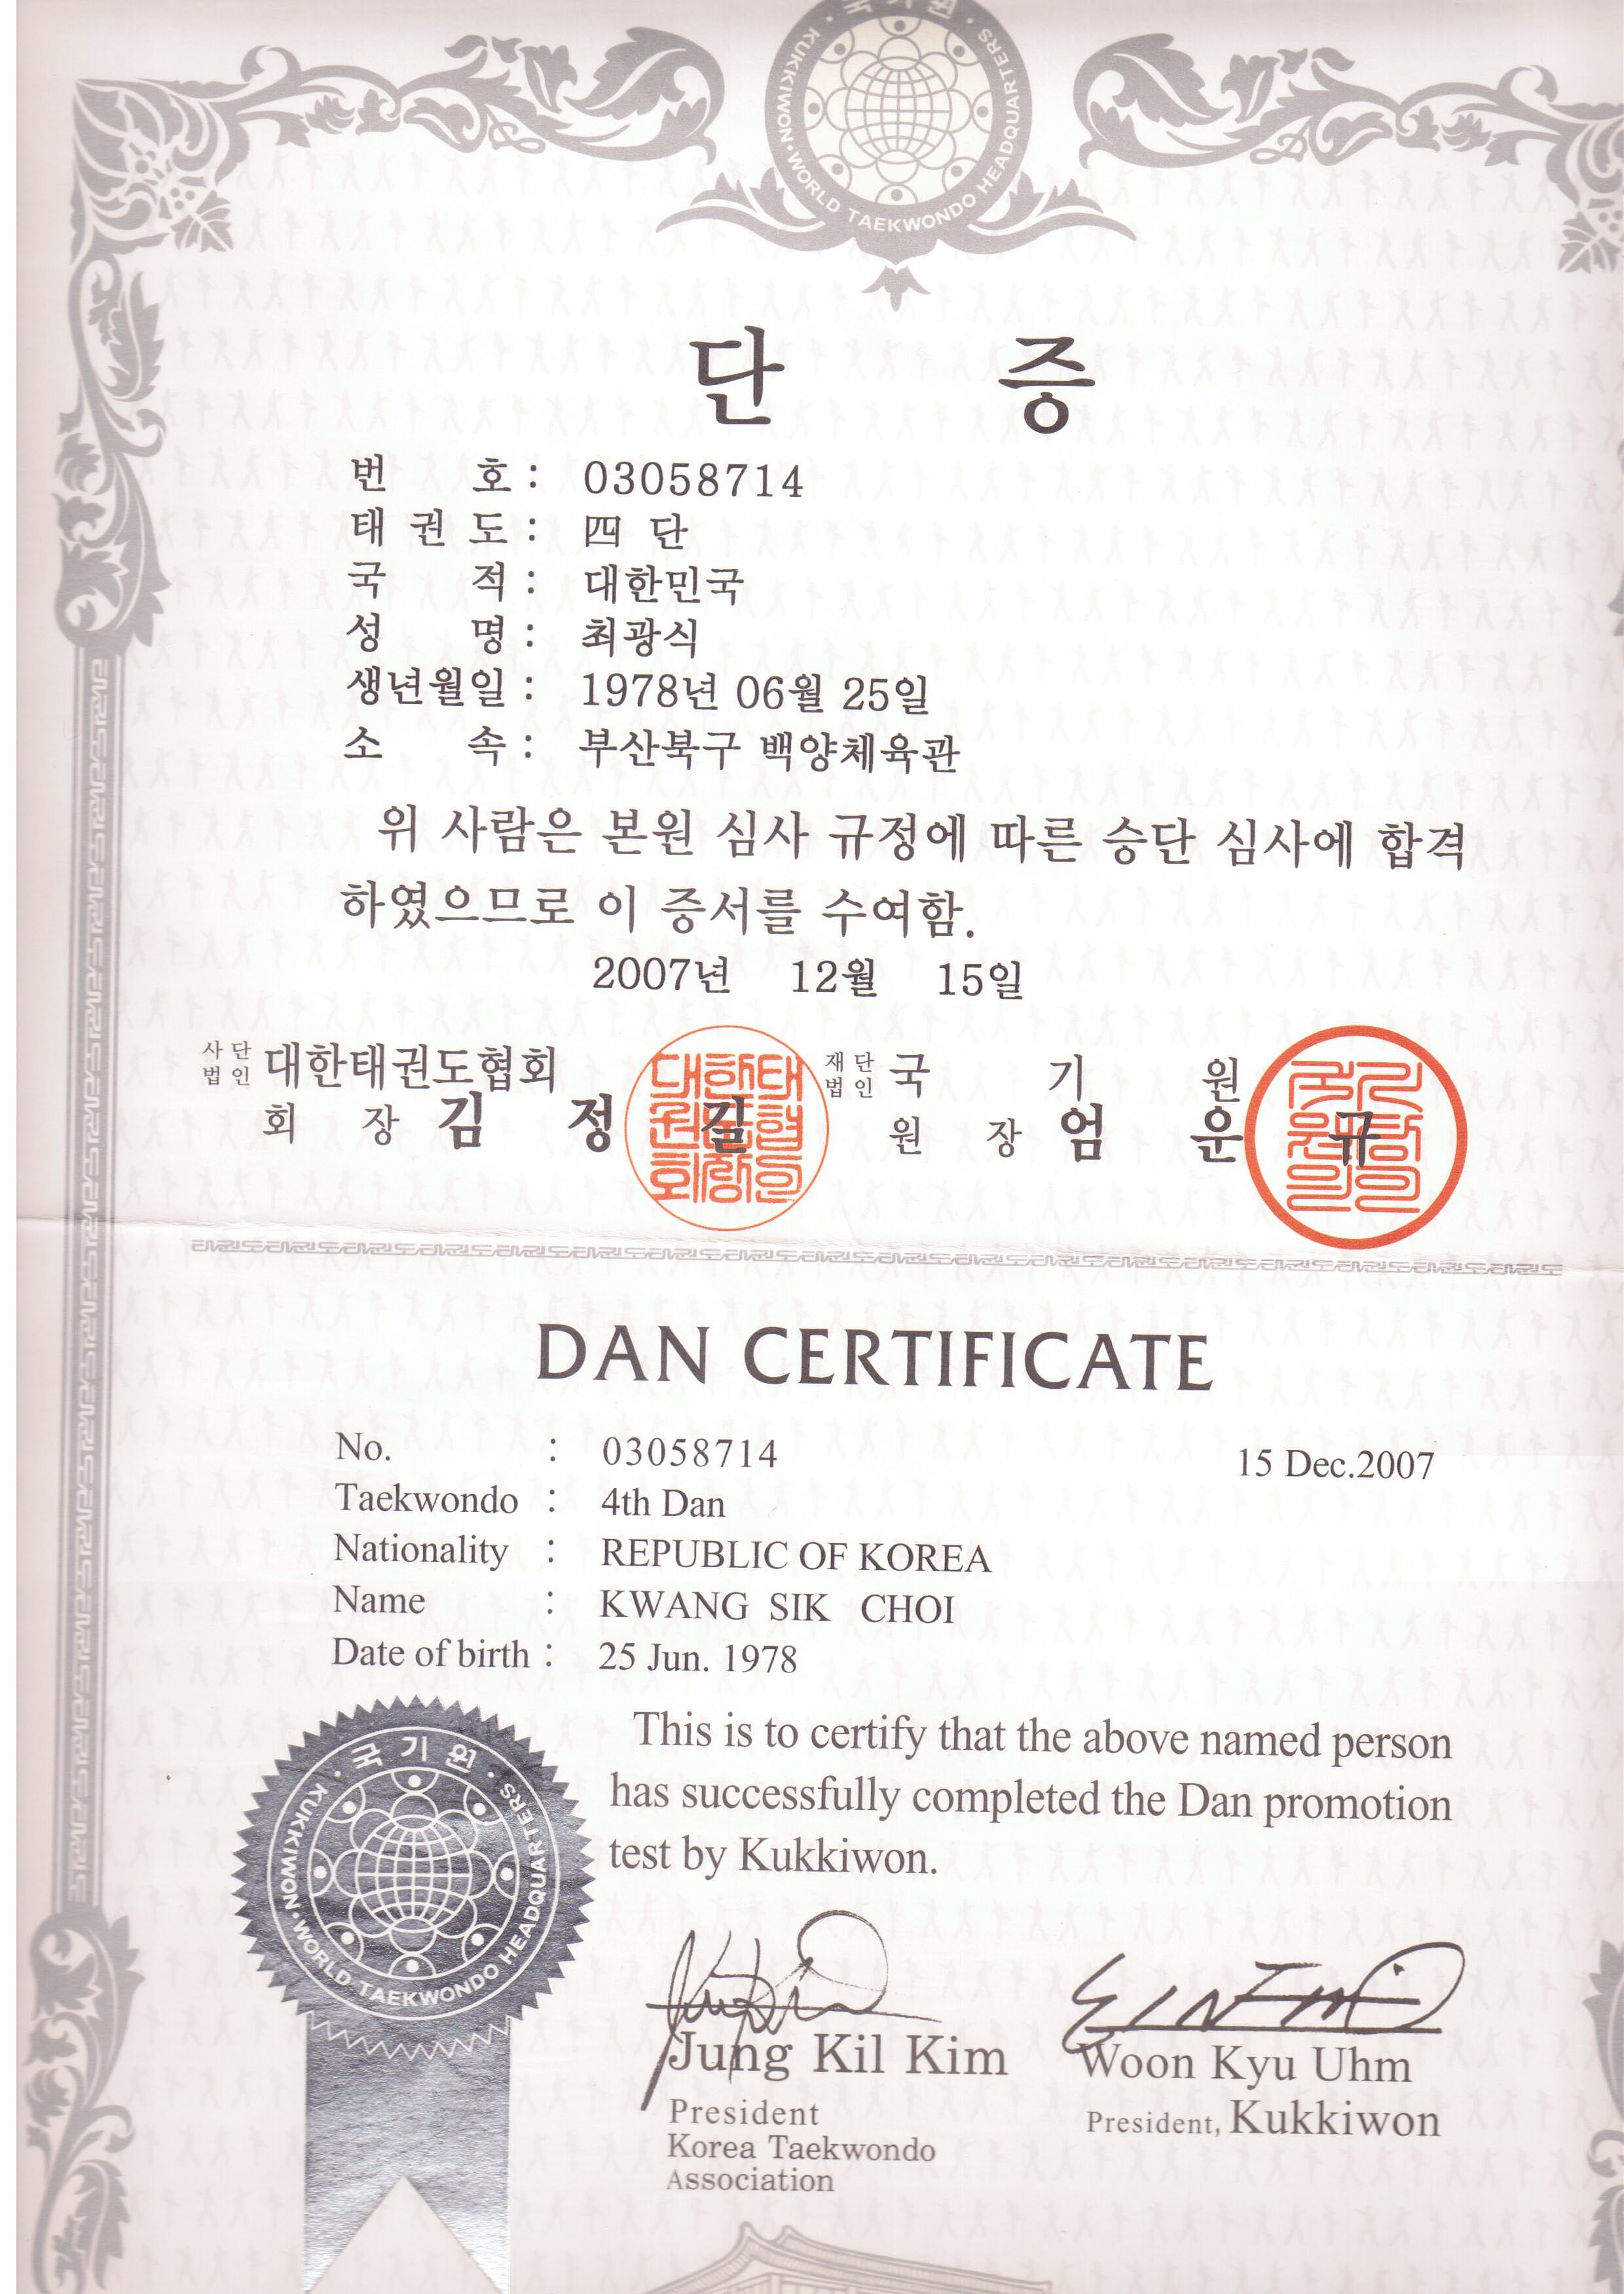 국 기 원
KUKKIWON · WORLD TAEKWONDO HEADQUARTERS
단 증
번 호 : 03058714
태 권 도 : 四 단
국 적 : 대한민국
성 명 : 최광식
생년월일 : 1978년 06월 25일
소 속 : 부산북구 백양체육관
위 사람은 본원 심사 규정에 따른 승단 심사에 합격
하였으므로 이 증서를 수여함.
2007년 12월 15일
사단법인 대한태권도협회
회 장 김 정 길
재단법인 국 기 원
원 장 엄 운 규
DAN CERTIFICATE
No. : 03058714
15 Dec.2007
Taekwondo : 4th Dan
Nationality : REPUBLIC OF KOREA
Name : KWANG SIK CHOI
Date of birth : 25 Jun. 1978
This is to certify that the above named person
has successfully completed the Dan promotion
test by Kukkiwon.
· 국 기 원 ·
KUKKIWON · WORLD TAEKWONDO HEADQUARTERS
Jung Kil Kim
President
Korea Taekwondo
Association
Woon Kyu Uhm
President, Kukkiwon